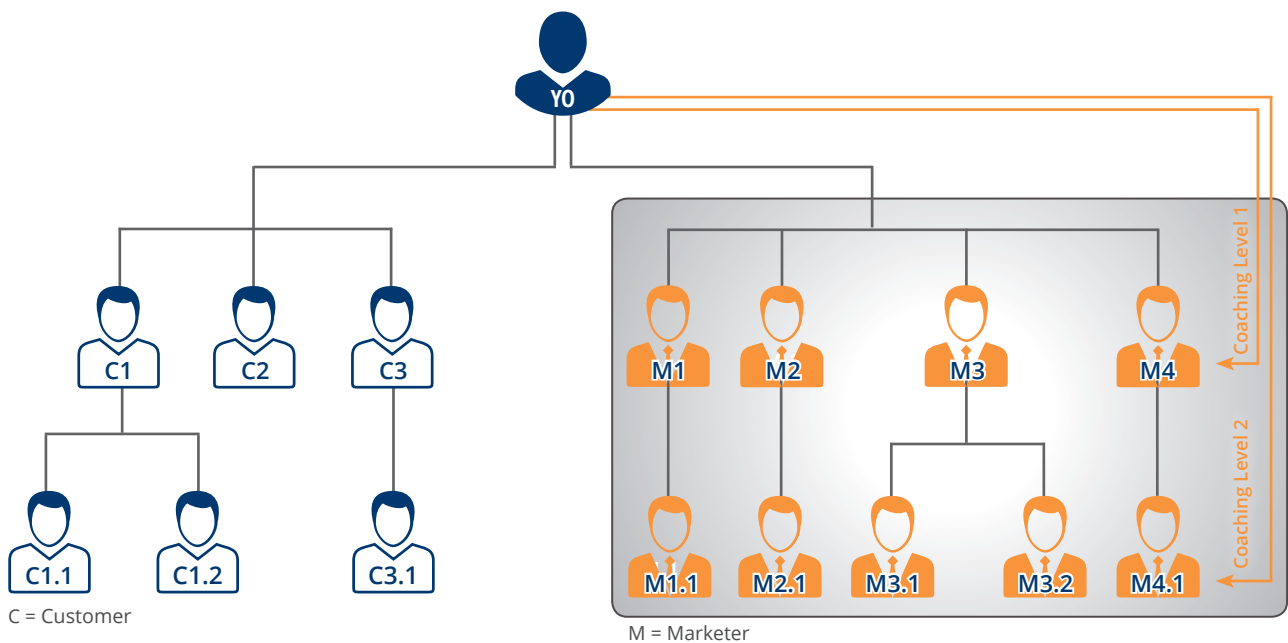 YO
Coaching Level 1
C1
C2
C3
M1
M2
M3
M4
Coaching Level 2
C1.1
C1.2
C3.1
M1.1
M2.1
M3.1
M3.2
M4.1
C = Customer
M = Marketer